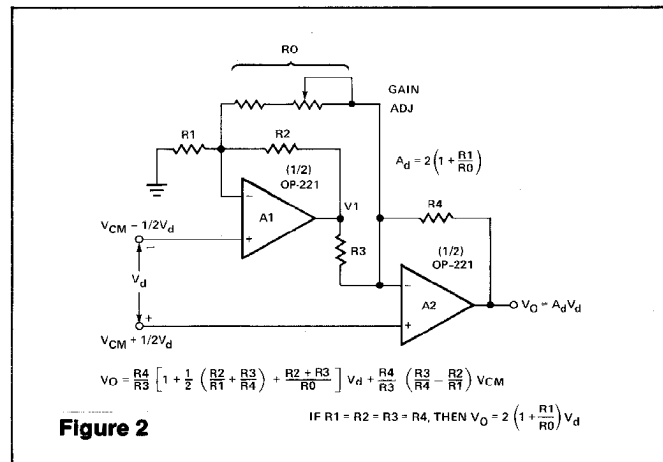 RO
GAIN
ADJ
R1
R2
(1/2)
OP-221
A1
V1
R3
A_d = 2 (1 + R1/R0)
R4
(1/2)
OP-221
A2
V_CM - 1/2V_d
-
V_d
+
V_CM + 1/2V_d
V_O = A_dV_d
V_O = R4/R3 [1 + 1/2 (R2/R1 + R3/R4) + R2 + R3/R0] V_d + R4/R3 (R3/R4 - R2/R1) V_CM
IF R1 = R2 = R3 = R4, THEN V_O = 2 (1 + R1/R0) V_d
Figure 2